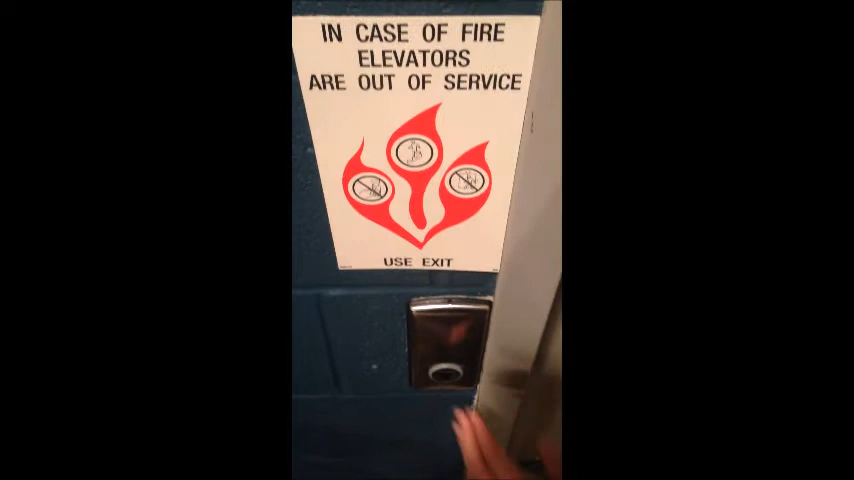 IN CASE OF FIRE
ELEVATORS
ARE OUT OF SERVICE
USE EXIT